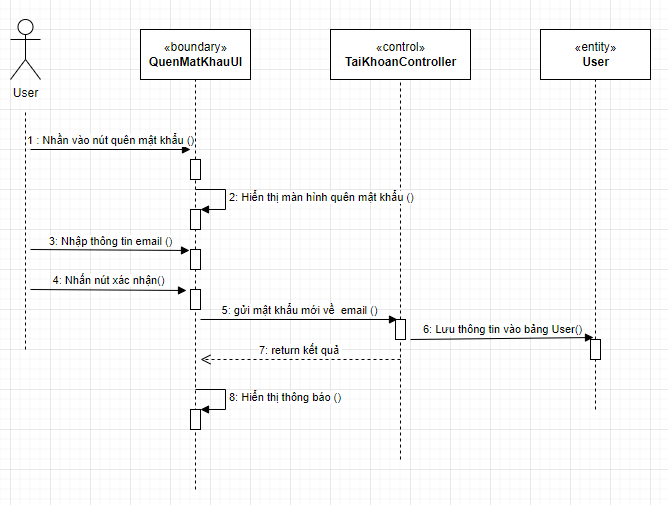 «boundary»
QuenMatKhauUI
«control»
TaiKhoanController
«entity»
User
User
1 : Nhần vào nút quên mật khẩu ()
2: Hiển thị màn hình quên mật khẩu ()
3: Nhập thông tin email ()
4: Nhấn nút xác nhận()
5: gửi mật khẩu mới về email ()
6: Lưu thông tin vào bảng User()
7: return kết quả
8: Hiển thị thông báo ()